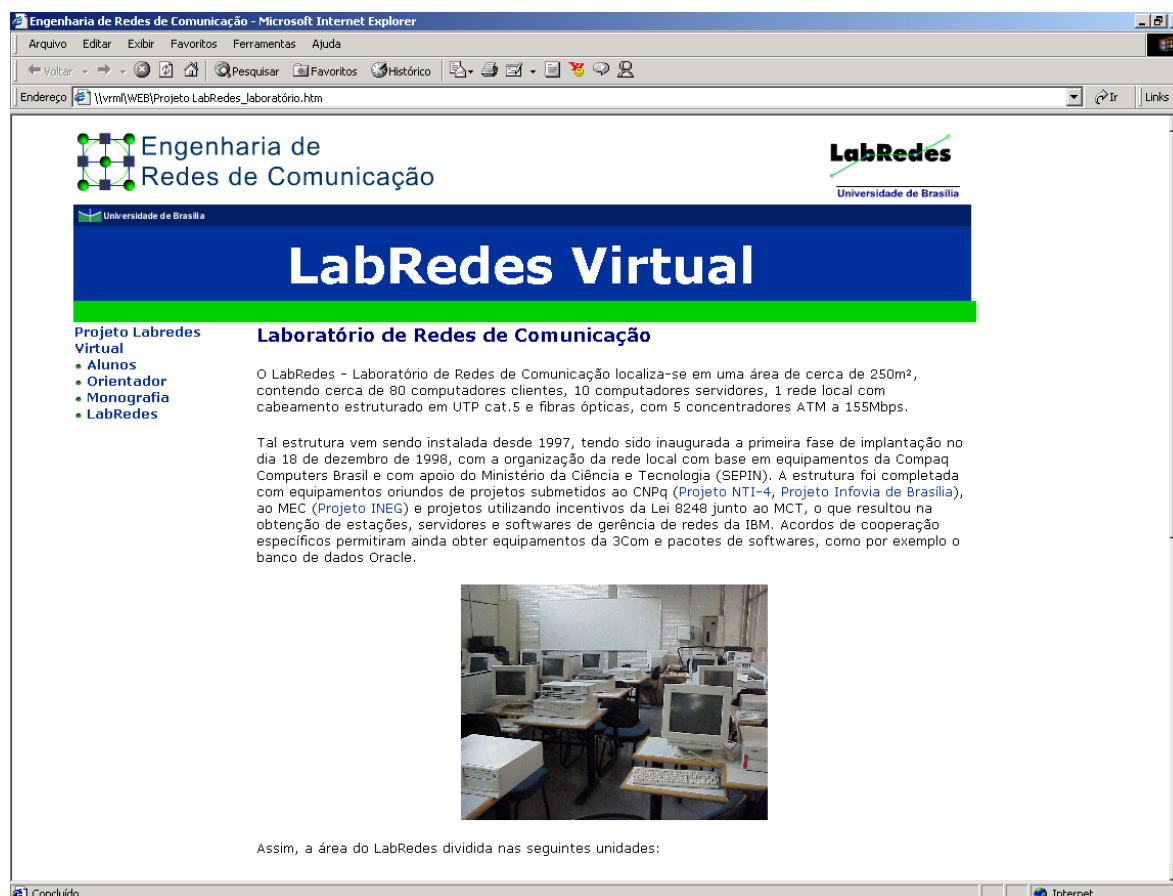 Engenharia de Redes de Comunicação - Microsoft Internet Explorer
Arquivo Editar Exibir Favoritos Ferramentas Ajuda
Voltar Pesquisar Favoritos Histórico
Endereço \\vrml\WEB\Projeto LabRedes_laboratório.htm Ir Links
Engenharia de
Redes de Comunicação
LabRedes
Universidade de Brasília
Universidade de Brasília
LabRedes Virtual
Projeto Labredes
Virtual
• Alunos
• Orientador
• Monografia
• LabRedes
Laboratório de Redes de Comunicação
O LabRedes - Laboratório de Redes de Comunicação localiza-se em uma área de cerca de 250m²,
contendo cerca de 80 computadores clientes, 10 computadores servidores, 1 rede local com
cabeamento estruturado em UTP cat.5 e fibras ópticas, com 5 concentradores ATM a 155Mbps.
Tal estrutura vem sendo instalada desde 1997, tendo sido inaugurada a primeira fase de implantação no
dia 18 de dezembro de 1998, com a organização da rede local com base em equipamentos da Compaq
Computers Brasil e com apoio do Ministério da Ciência e Tecnologia (SEPIN). A estrutura foi completada
com equipamentos oriundos de projetos submetidos ao CNPq (Projeto NTI-4, Projeto Infovia de Brasília),
ao MEC (Projeto INEG) e projetos utilizando incentivos da Lei 8248 junto ao MCT, o que resultou na
obtenção de estações, servidores e softwares de gerência de redes da IBM. Acordos de cooperação
específicos permitiram ainda obter equipamentos da 3Com e pacotes de softwares, como por exemplo o
banco de dados Oracle.
Assim, a área do LabRedes dividida nas seguintes unidades:
Concluído Internet